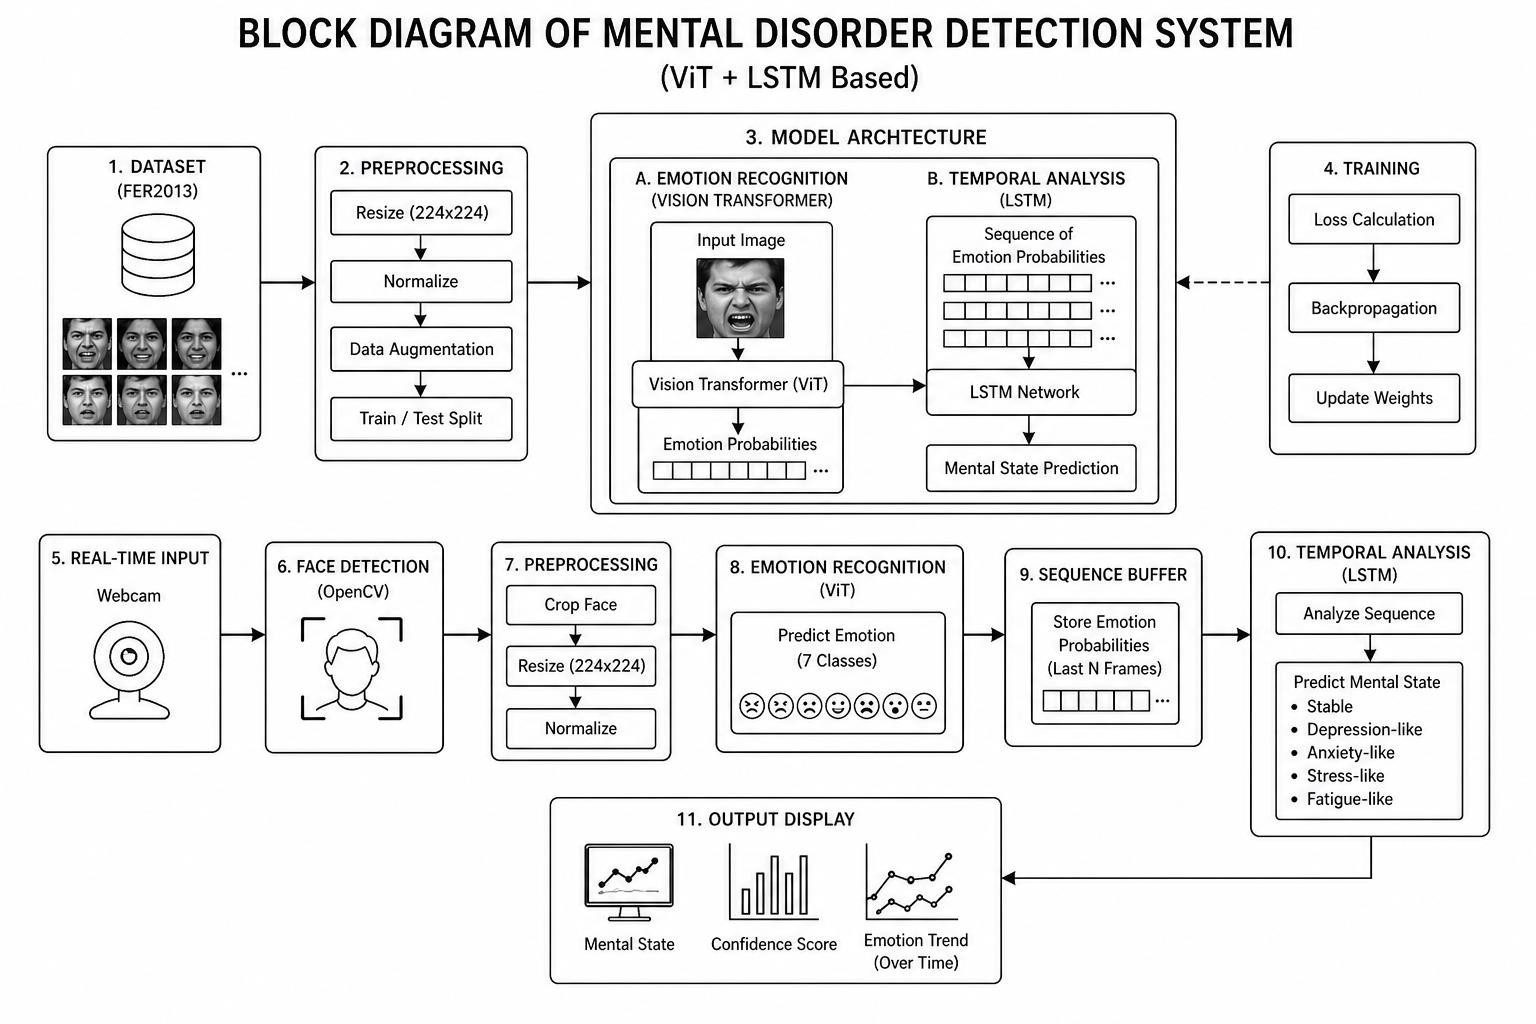 BLOCK DIAGRAM OF MENTAL DISORDER DETECTION SYSTEM
(ViT + LSTM Based)
1. DATASET
(FER2013)
...
2. PREPROCESSING
Resize (224x224)
Normalize
Data Augmentation
Train / Test Split
3. MODEL ARCHTECTURE
A. EMOTION RECOGNITION
(VISION TRANSFORMER)
Input Image
Vision Transformer (ViT)
Emotion Probabilities
...
B. TEMPORAL ANALYSIS
(LSTM)
Sequence of
Emotion Probabilities
...
...
...
LSTM Network
Mental State Prediction
4. TRAINING
Loss Calculation
Backpropagation
Update Weights
5. REAL-TIME INPUT
Webcam
6. FACE DETECTION
(OpenCV)
7. PREPROCESSING
Crop Face
Resize (224x224)
Normalize
8. EMOTION RECOGNITION
(ViT)
Predict Emotion
(7 Classes)
9. SEQUENCE BUFFER
Store Emotion
Probabilities
(Last N Frames)
...
10. TEMPORAL ANALYSIS
(LSTM)
Analyze Sequence
Predict Mental State
• Stable
• Depression-like
• Anxiety-like
• Stress-like
• Fatigue-like
11. OUTPUT DISPLAY
Mental State
Confidence Score
Emotion Trend
(Over Time)